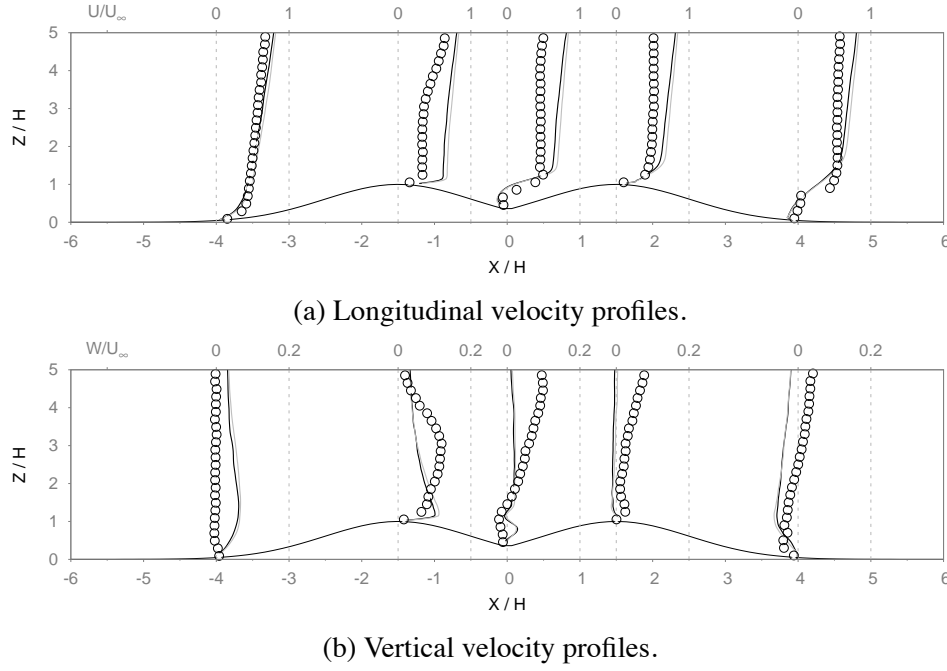 U/U∞ 0 1 0 1 0 1 0 1 0 1
5
4
3
2
1
0
Z / H
-6 -5 -4 -3 -2 -1 0 1 2 3 4 5 6
X / H
(a) Longitudinal velocity profiles.
W/U∞ 0 0.2 0 0.2 0 0.2 0 0.2 0 0.2
5
4
3
2
1
0
Z / H
-6 -5 -4 -3 -2 -1 0 1 2 3 4 5 6
X / H
(b) Vertical velocity profiles.